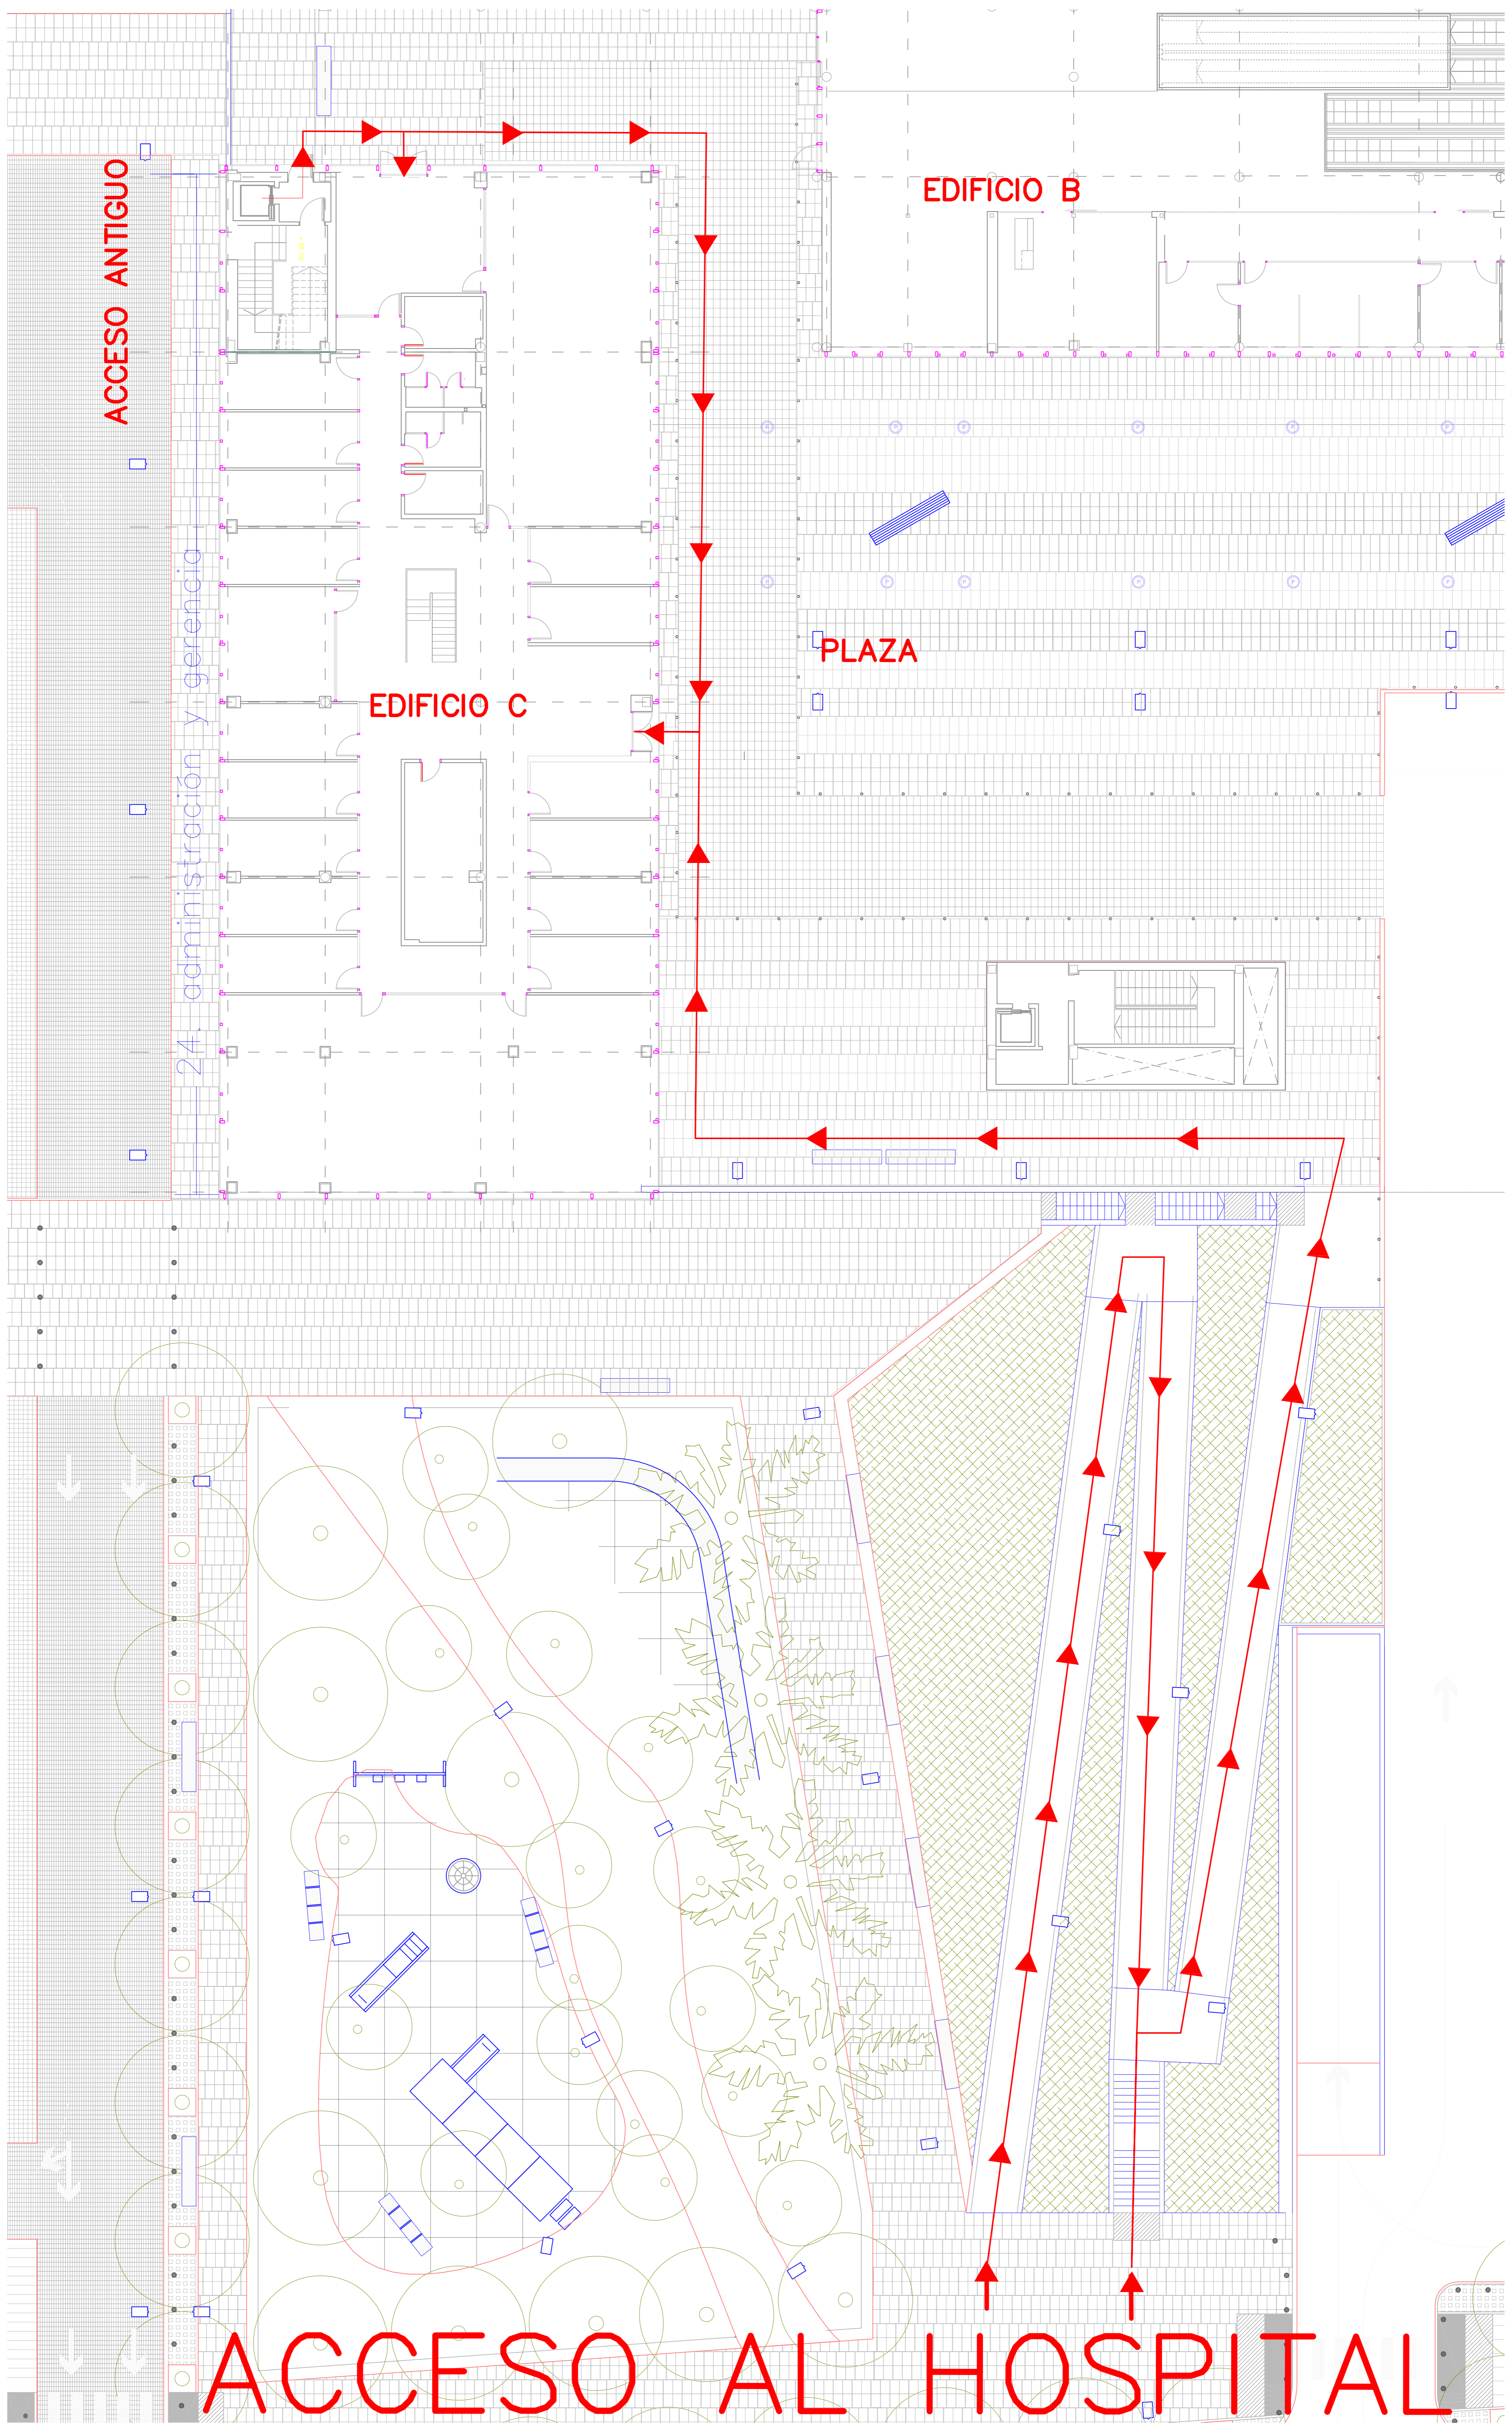 EDIFICIO B
ACCESO ANTIGUO
PLAZA
EDIFICIO C
24. administración y gerencia
ACCESO AL HOSPITAL